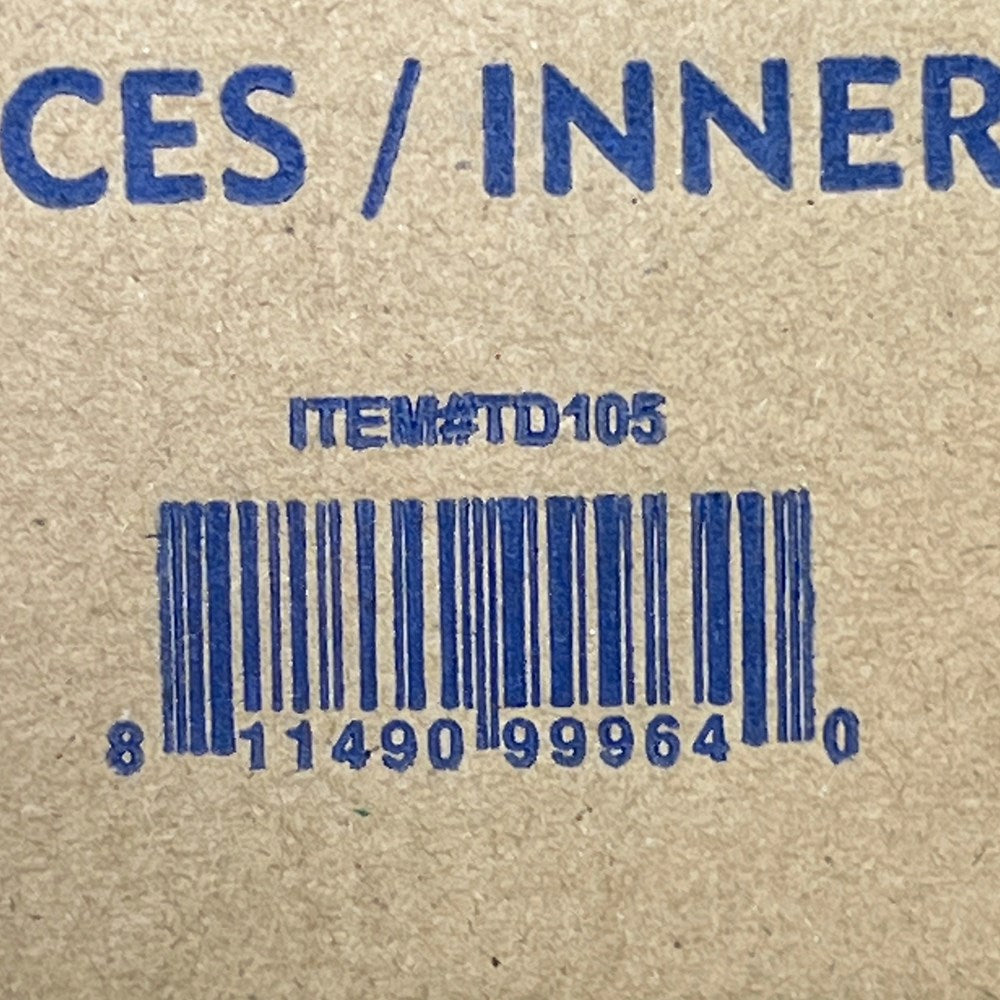 CES / INNER
ITEM#TD105
8 11490 99964 0